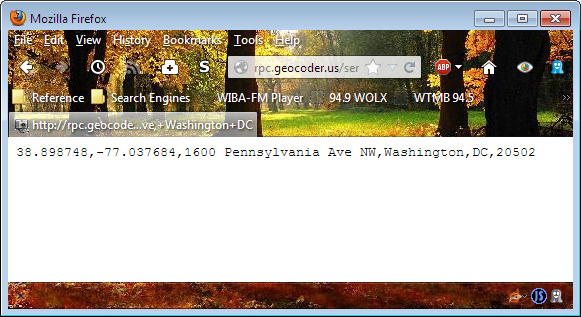 Mozilla Firefox
File Edit View History Bookmarks Tools Help
S rpc.geocoder.us/ser ABP
Reference Search Engines WIBA-FM Player 94.9 WOLX WTMB 94.5 »
http://rpc.geocode...ve,+Washington+DC
38.898748,-77.037684,1600 Pennsylvania Ave NW,Washington,DC,20502
JS